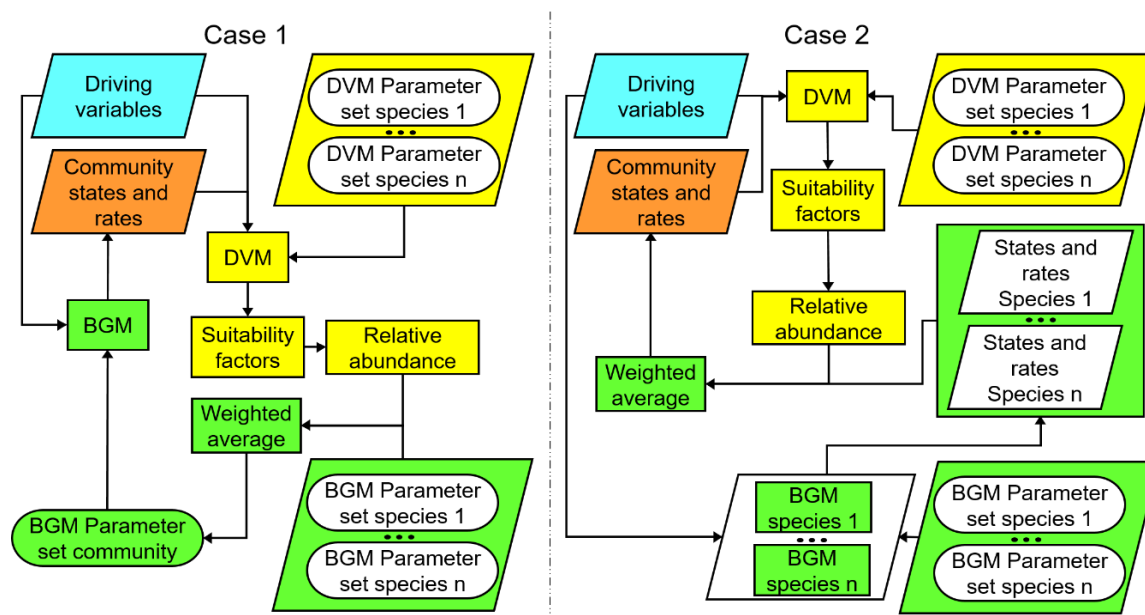 Case 1
Driving
variables
DVM Parameter
set species 1
...
DVM Parameter
set species n
Community
states and
rates
DVM
BGM
Suitability
factors
Relative
abundance
Weighted
average
BGM Parameter
set community
BGM Parameter
set species 1
...
BGM Parameter
set species n
Case 2
Driving
variables
DVM
DVM Parameter
set species 1
...
DVM Parameter
set species n
Community
states and
rates
Suitability
factors
Relative
abundance
States and
rates
Species 1
...
States and
rates
Species n
Weighted
average
BGM
species 1
...
BGM
species n
BGM Parameter
set species 1
...
BGM Parameter
set species n